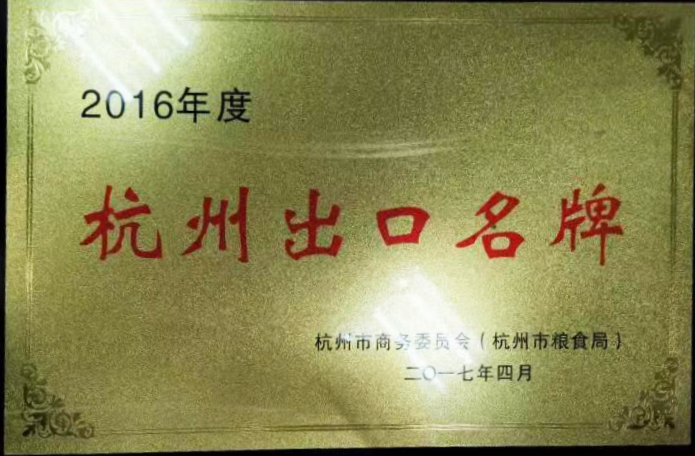 2016年度
杭州出口名牌
杭州市商务委员会（杭州市粮食局）
二〇一七年四月